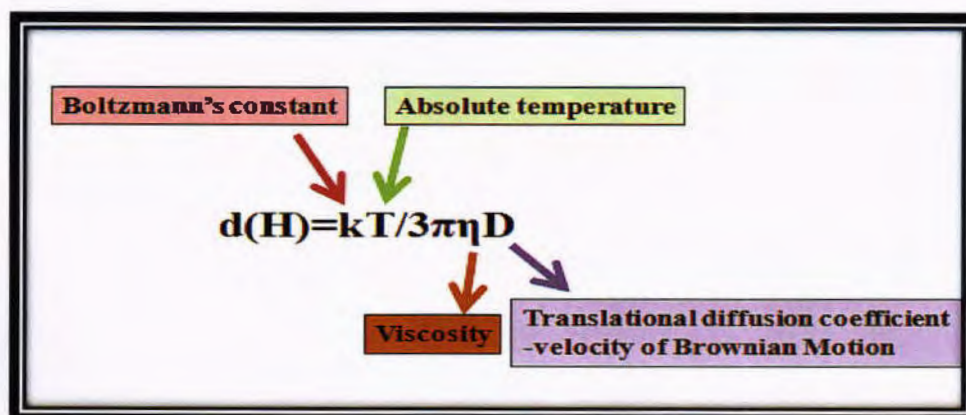 Boltzmann's constant
Absolute temperature
d(H)=kT/3πηD
Viscosity
Translational diffusion coefficient
-velocity of Brownian Motion